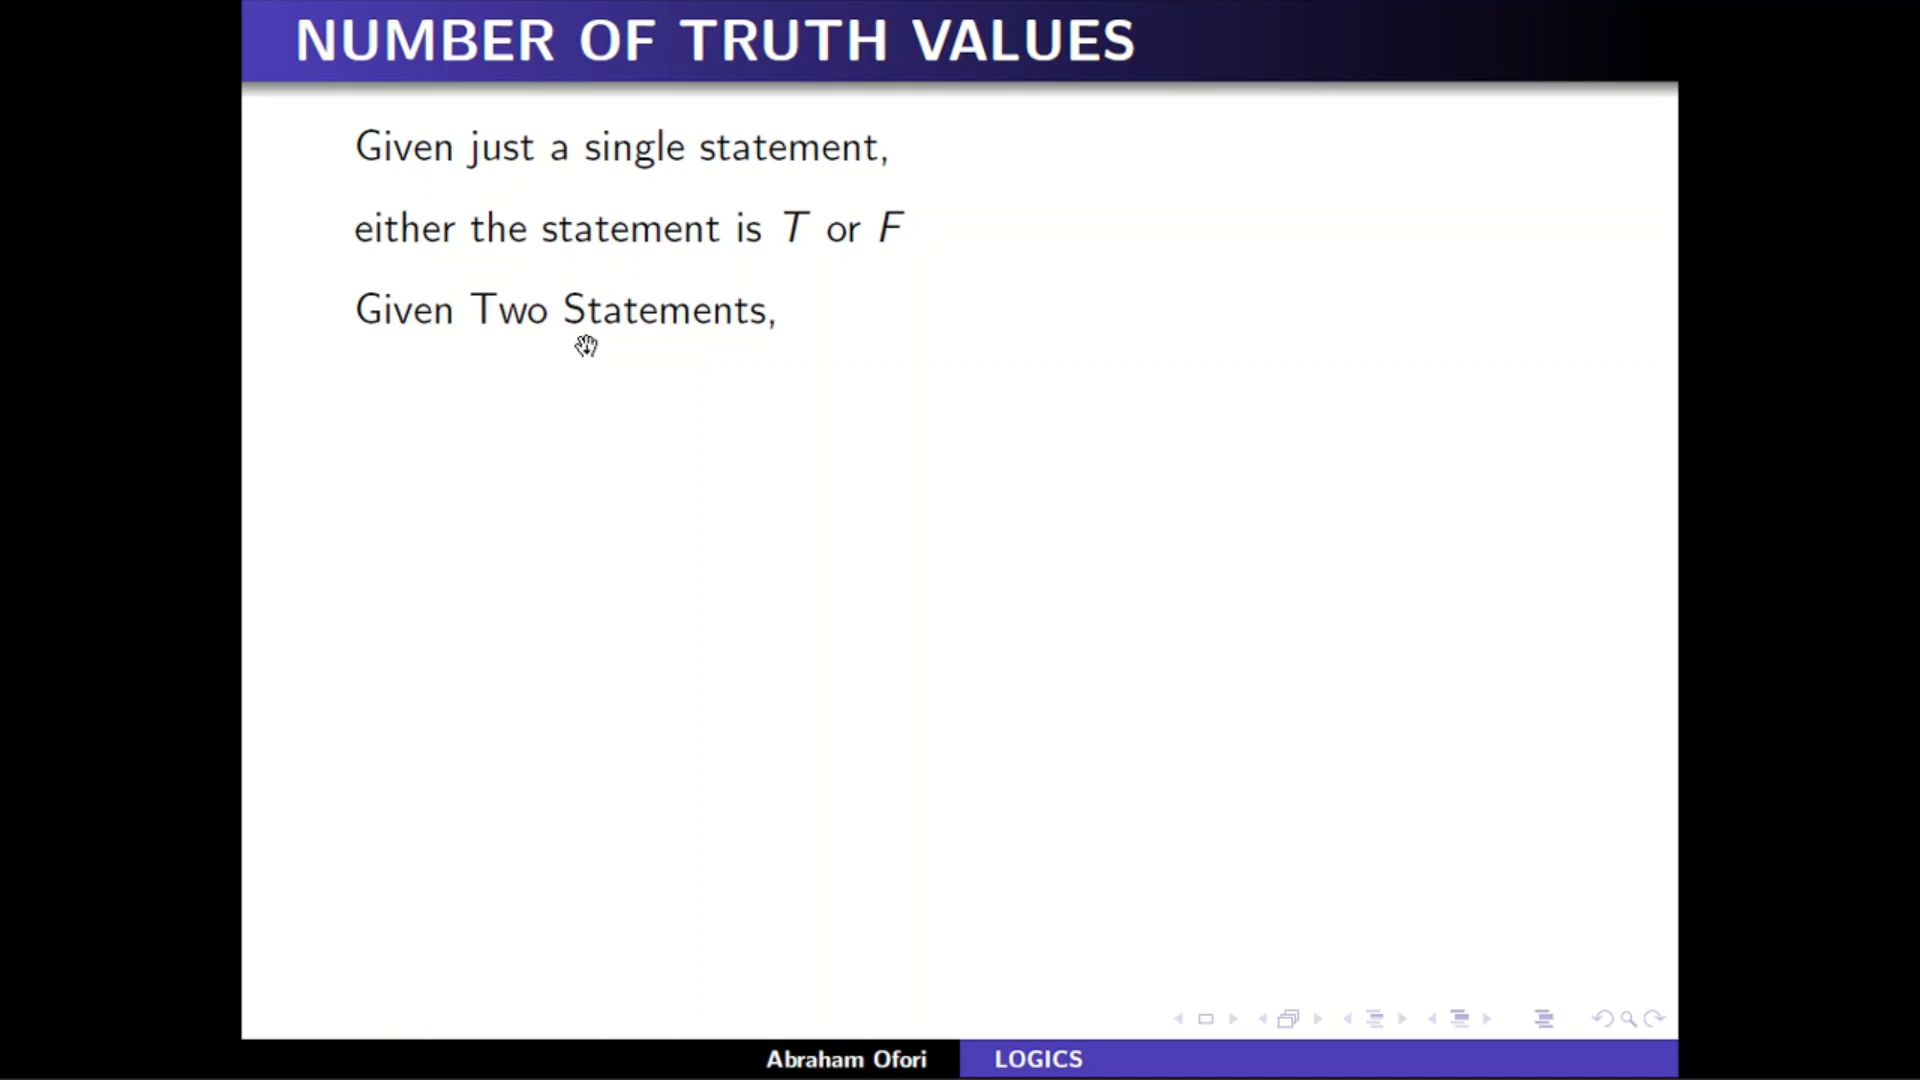 NUMBER OF TRUTH VALUES
Given just a single statement,
either the statement is T or F
Given Two Statements,
Abraham Ofori
LOGICS